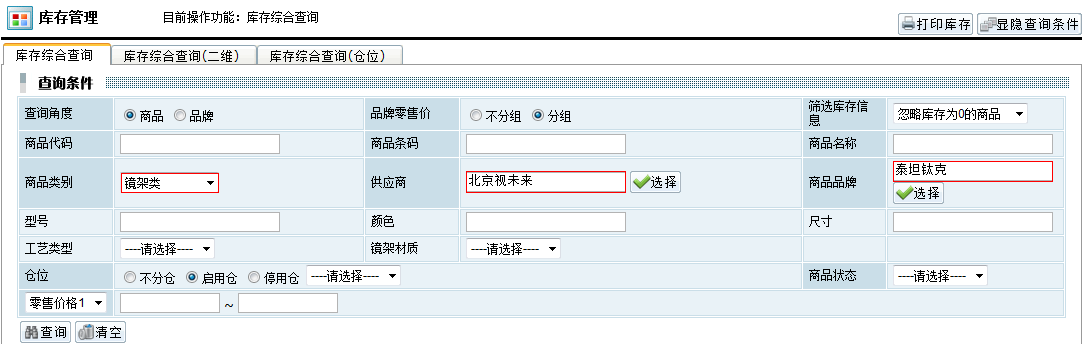 库存管理 目前操作功能：库存综合查询
打印库存 显隐查询条件
库存综合查询 库存综合查询(二维) 库存综合查询(仓位)
查询条件
查询角度 商品 品牌 品牌零售价 不分组 分组 筛选库存信息 忽略库存为0的商品
商品代码 商品条码 商品名称
商品类别 镜架类 供应商 北京视未来 选择 商品品牌 泰坦钛克 选择
型号 颜色 尺寸
工艺类型 ----请选择---- 镜架材质 ----请选择----
仓位 不分仓 启用仓 停用仓 ----请选择---- 商品状态 ----请选择----
零售价格1 ~
查询 清空